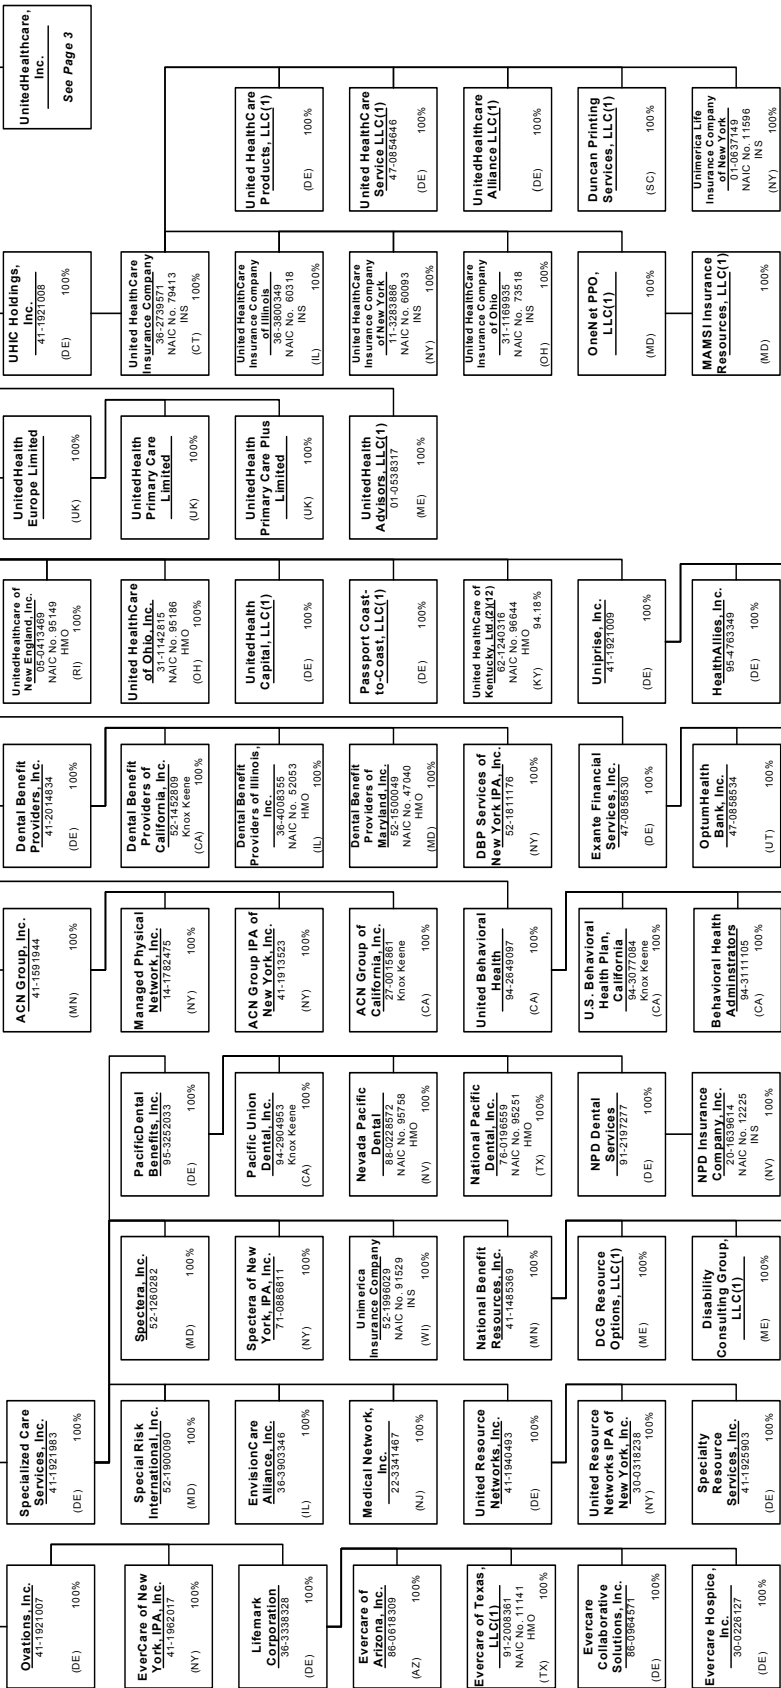 Ovations, Inc.
41-1921007
(DE) 100%
EverCare of New
York, IPA, Inc.
41-1962017
(NY) 100%
Lifemark
Corporation
36-3338328
(DE) 100%
Evercare of
Arizona, Inc.
86-0618309
(AZ) 100%
Evercare of Texas,
LLC(1)
91-2008361
NAIC No. 11141
HMO
(TX) 100%
Evercare
Collaborative
Solutions, Inc.
86-0964571
(DE) 100%
Evercare Hospice,
Inc.
30-0226127
(DE) 100%
Specialized Care
Services, Inc.
41-1921983
(DE) 100%
Special Risk
International, Inc.
52-1900090
(MD) 100%
EnvisionCare
Alliance, Inc.
36-3903346
(IL) 100%
Medical Network,
Inc.
22-3341467
(NJ) 100%
United Resource
Networks, Inc.
41-1940493
(DE) 100%
United Resource
Networks IPA of
New York, Inc.
30-0318238
(NY) 100%
Specialty
Resource
Services, Inc.
41-1925903
(DE) 100%
Spectera, Inc.
52-1260282
(MD) 100%
Spectera of New
York, IPA, Inc.
71-0886811
(NY) 100%
Unimerica
Insurance Company
52-1996029
NAIC No. 91529
INS
(WI) 100%
National Benefit
Resources, Inc.
41-1485369
(MN) 100%
DCG Resource
Options, LLC(1)
(ME) 100%
Disability
Consulting Group,
LLC(1)
(ME) 100%
PacificDental
Benefits, Inc.
95-3252033
(DE) 100%
Pacific Union
Dental, Inc.
94-2904953
Knox Keene
(CA) 100%
Nevada Pacific
Dental
88-0228572
NAIC No. 95758
HMO
(NV) 100%
National Pacific
Dental, Inc.
76-0196559
NAIC No. 95251
HMO
(TX) 100%
NPD Dental
Services
91-2197277
(DE) 100%
NPD Insurance
Company, Inc.
20-1639614
NAIC No. 12225
INS
(NV) 100%
ACN Group, Inc.
41-1591944
(MN) 100%
Managed Physical
Network, Inc.
14-1782475
(NY) 100%
ACN Group IPA of
New York, Inc.
41-1913523
(NY) 100%
ACN Group of
California, Inc.
27-0015861
Knox Keene
(CA) 100%
United Behavioral
Health
94-2649097
(CA) 100%
U.S. Behavioral
Health Plan,
California
94-3077084
Knox Keene
(CA) 100%
Behavioral Health
Adminstrators
94-3111105
(CA) 100%
Dental Benefit
Providers, Inc.
41-2014834
(DE) 100%
Dental Benefit
Providers of
California, Inc.
52-1452809
Knox Keene
(CA) 100%
Dental Benefit
Providers of Illinois,
Inc.
36-4008355
NAIC No. 52053
HMO
(IL) 100%
Dental Benefit
Providers of
Maryland, Inc.
52-1500049
NAIC No. 47040
HMO
(MD) 100%
DBP Services of
New York IPA, Inc.
52-1811176
(NY) 100%
Exante Financial
Services, Inc.
47-0858530
(DE) 100%
OptumHealth
Bank, Inc.
47-0858534
(UT) 100%
UnitedHealthcare of
New England, Inc.
05-0413469
NAIC No. 95149
HMO
(RI) 100%
United HealthCare
of Ohio, Inc.
31-1142815
NAIC No. 95186
HMO
(OH) 100%
UnitedHealth
Capital, LLC(1)
(DE) 100%
Passport Coast-
to-Coast, LLC(1)
(DE) 100%
United HealthCare of
Kentucky, Ltd.(2)(12)
62-1240316
NAIC No. 96644
HMO
(KY) 94.18%
Uniprise, Inc.
41-1921009
(DE) 100%
HealthAllies, Inc.
95-4763349
(DE) 100%
UnitedHealth
Europe Limited
(UK) 100%
UnitedHealth
Primary Care
Limited
(UK) 100%
UnitedHealth
Primary Care Plus
Limited
(UK) 100%
UnitedHealth
Advisors, LLC(1)
01-0538317
(ME) 100%
UHIC Holdings,
Inc.
41-1921008
(DE) 100%
United HealthCare
Insurance Company
36-2739571
NAIC No. 79413
INS
(CT) 100%
United HealthCare
Insurance Company
of Illinois
36-3800349
NAIC No. 60318
INS
(IL) 100%
United HealthCare
Insurance Company
of New York
11-3283886
NAIC No. 60093
INS
(NY) 100%
United HealthCare
Insurance Company
of Ohio
31-1169935
NAIC No. 73518
INS
(OH) 100%
OneNet PPO,
LLC(1)
(MD) 100%
MAMSI Insurance
Resources, LLC(1)
(MD) 100%
United HealthCare
Products, LLC(1)
(DE) 100%
United HealthCare
Service LLC(1)
47-0854646
(DE) 100%
UnitedHealthcare
Alliance LLC(1)
(DE) 100%
Duncan Printing
Services, LLC(1)
(SC) 100%
Unimerica Life
Insurance Company
of New York
01-0637149
NAIC No. 11596
INS
(NY) 100%
UnitedHealthcare,
Inc.
See Page 3